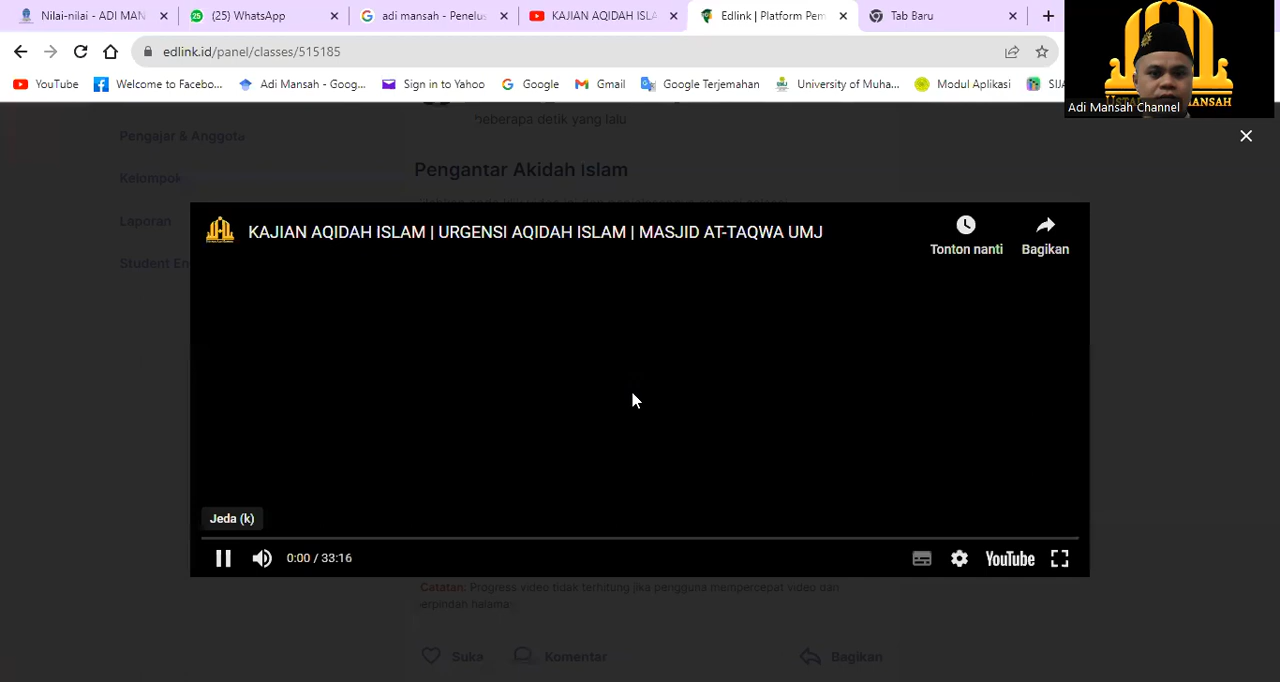 Nilai-nilai - ADI MAN
(25) WhatsApp
adi mansah - Penelus
KAJIAN AQIDAH ISLA
Edlink | Platform Pem
Tab Baru
edlink.id/panel/classes/515185
YouTube
Welcome to Facebo...
Adi Mansah - Goog...
Sign in to Yahoo
Google
Gmail
Google Terjemahan
University of Muha...
Modul Aplikasi
Adi Mansah Channel
beberapa detik yang lalu
Pengajar & Anggota
Pengantar Akidah Islam
Kelompok
Laporan
KAJIAN AQIDAH ISLAM | URGENSI AQIDAH ISLAM | MASJID AT-TAQWA UMJ
Tonton nanti
Bagikan
Student En
Jeda (k)
0:00 / 33:16
YouTube
Catatan: Progress video tidak terhitung jika pengguna mempercepat video dan
erpindah halaman
Suka
Komentar
Bagikan